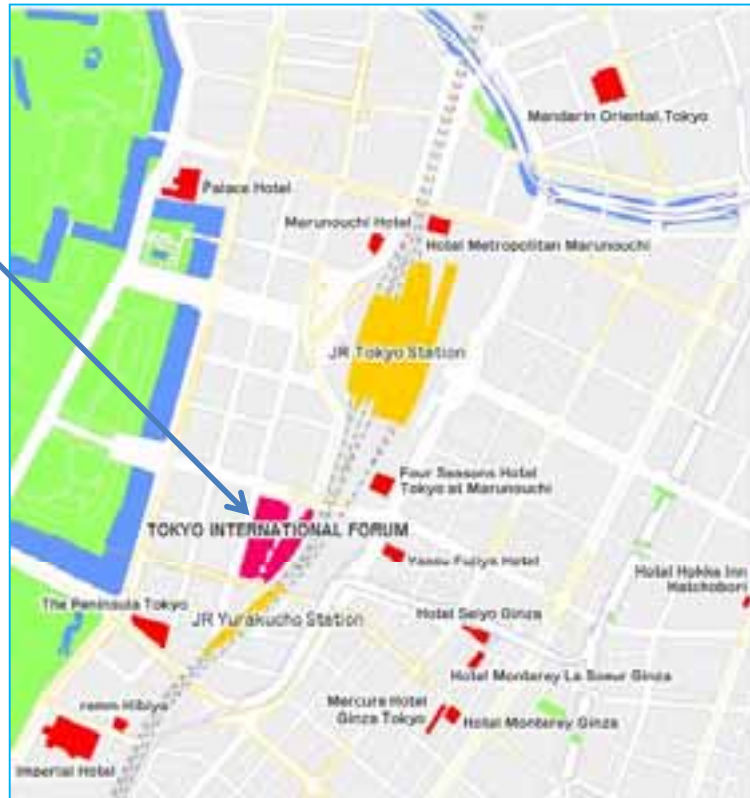 Mandarin Oriental, Tokyo
Palace Hotel
Marunouchi Hotel
Hotel Metropolitan Marunouchi
JR Tokyo Station
Four Seasons Hotel
Tokyo at Marunouchi
TOKYO INTERNATIONAL FORUM
Yaesu Fujiya Hotel
Hotel Hokke Inn
Hatchobori
The Peninsula Tokyo
JR Yurakucho Station
Hotel Seiyo Ginza
Hotel Monterey La Soeur Ginza
remm Hibiya
Mercure Hotel
Ginza Tokyo
Hotel Monterey Ginza
Imperial Hotel